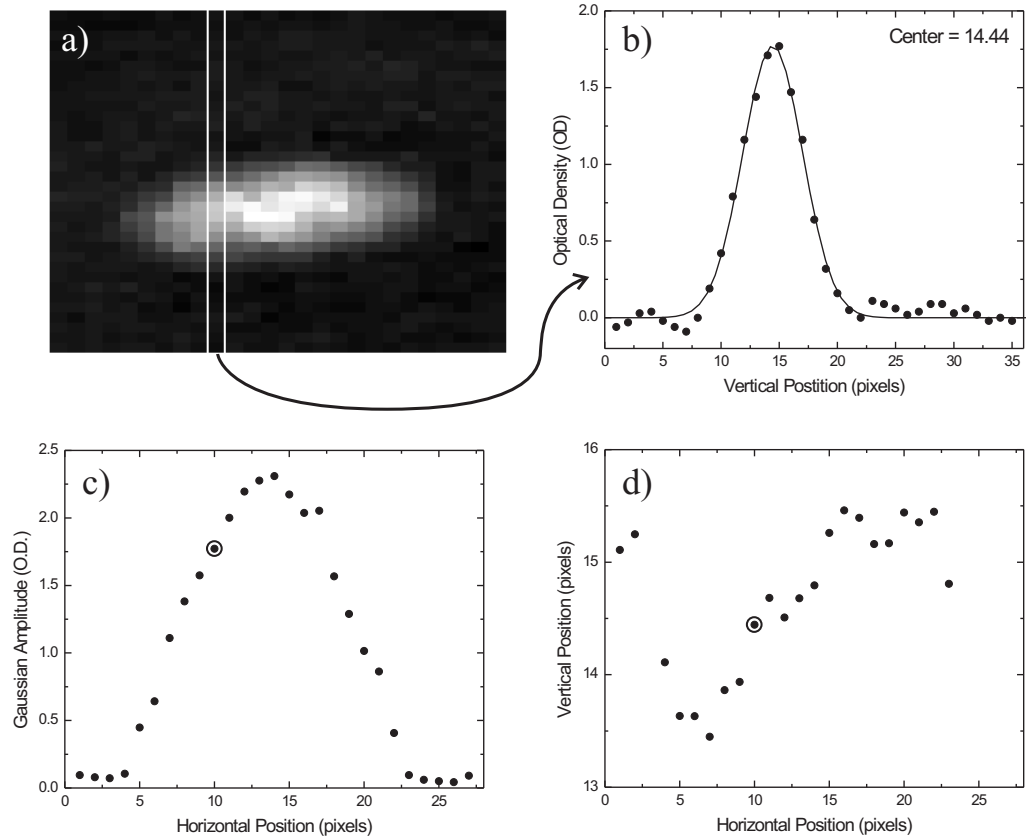 a)
b)
Center = 14.44
2.0
1.5
1.0
0.5
0.0
Optical Density (OD)
0 5 10 15 20 25 30 35
Vertical Postition (pixels)
c)
2.5
2.0
1.5
1.0
0.5
0.0
Gaussian Amplitude (O.D.)
0 5 10 15 20 25
Horizontal Position (pixels)
d)
16
15
14
13
Vertical Position (pixels)
0 5 10 15 20 25
Horizontal Position (pixels)